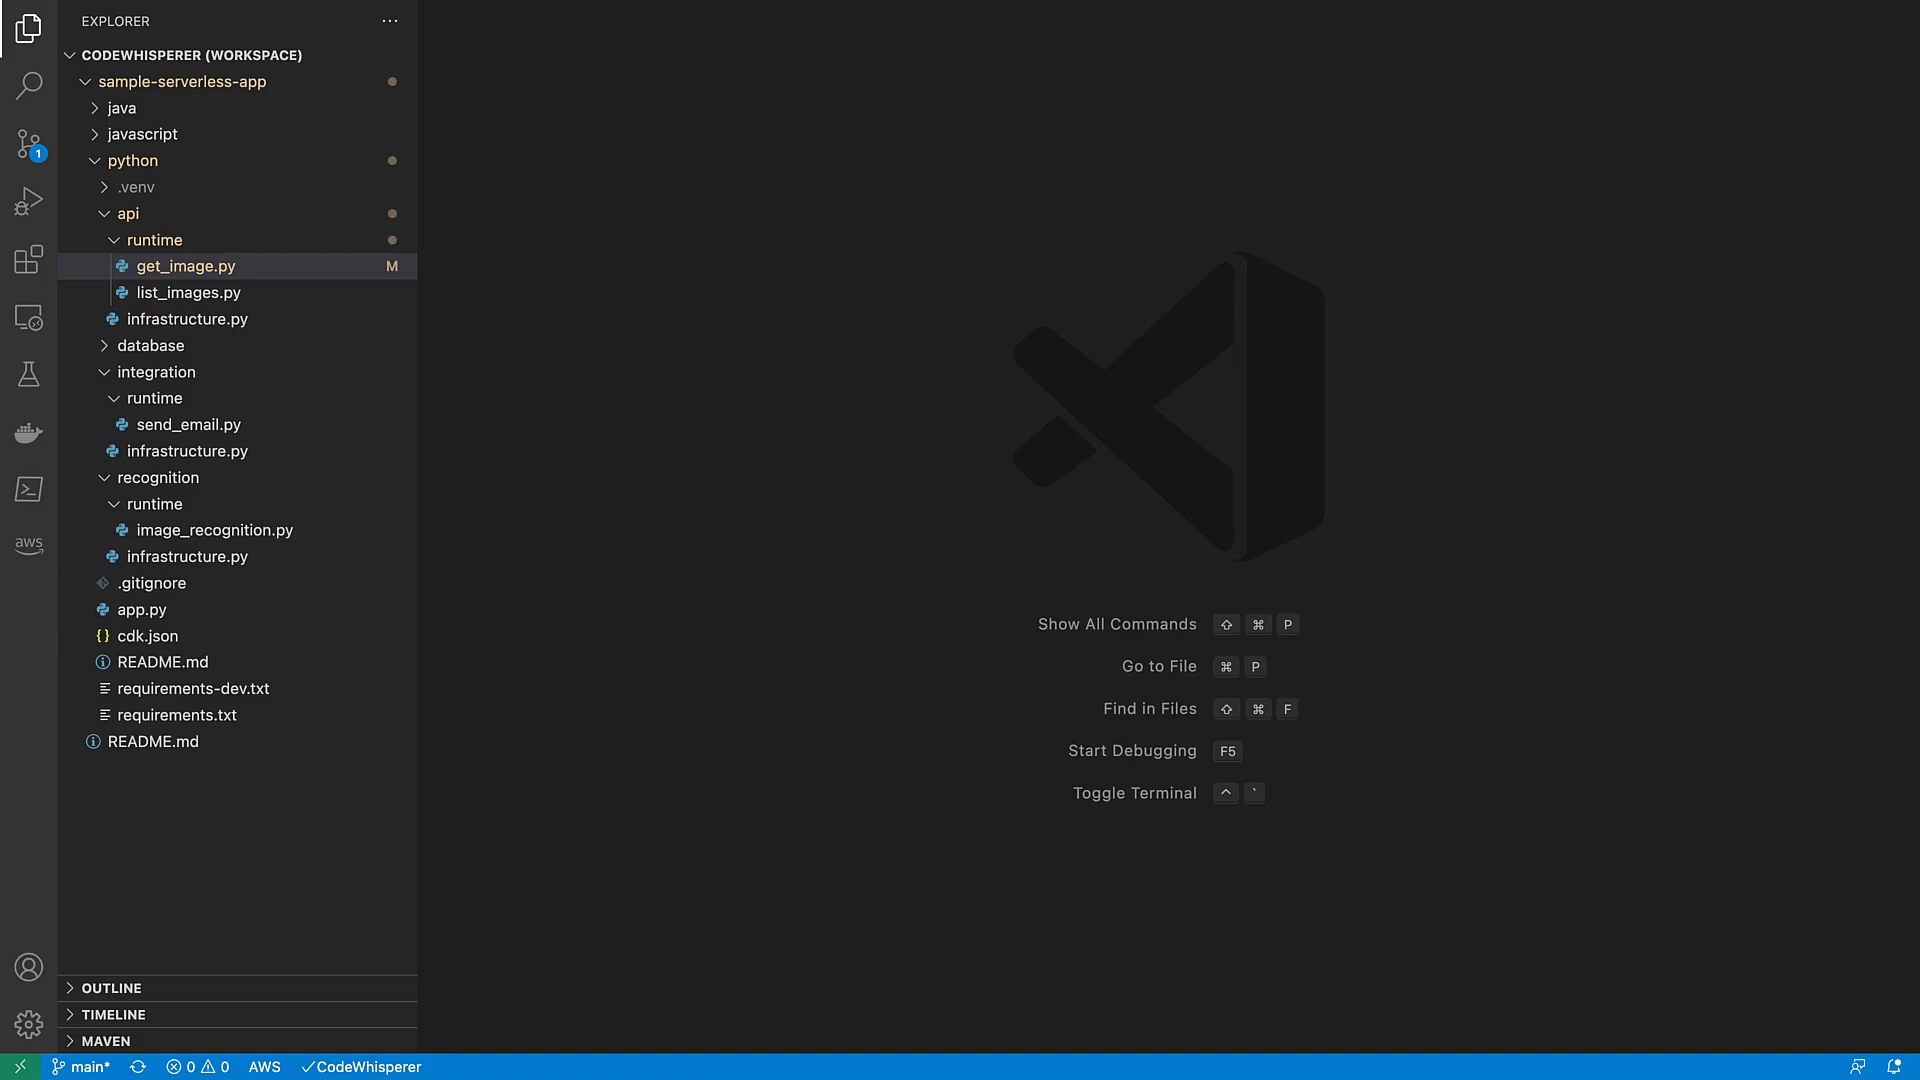 EXPLORER
CODEWHISPERER (WORKSPACE)
sample-serverless-app
java
javascript
python
.venv
api
runtime
get_image.py M
list_images.py
infrastructure.py
database
integration
runtime
send_email.py
infrastructure.py
recognition
runtime
image_recognition.py
infrastructure.py
.gitignore
app.py
{} cdk.json
README.md
requirements-dev.txt
requirements.txt
README.md
1
aws
Show All Commands ⇧ ⌘ P
Go to File ⌘ P
Find in Files ⇧ ⌘ F
Start Debugging F5
Toggle Terminal ^ `
OUTLINE
TIMELINE
MAVEN
main* 0 0 AWS ✓CodeWhisperer